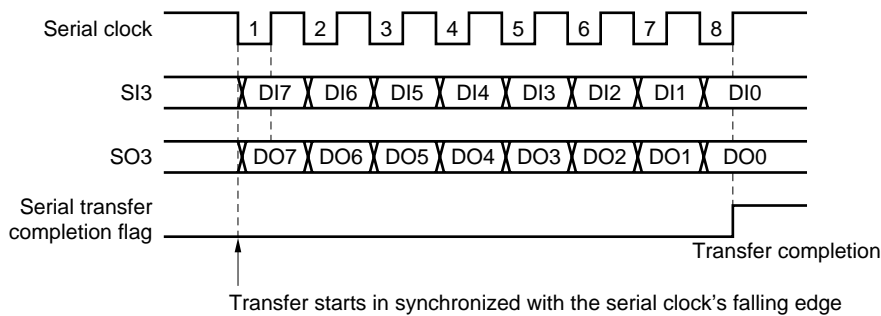 Serial clock 1 2 3 4 5 6 7 8
SI3 DI7 DI6 DI5 DI4 DI3 DI2 DI1 DI0
SO3 DO7 DO6 DO5 DO4 DO3 DO2 DO1 DO0
Serial transfer
completion flag
Transfer completion
Transfer starts in synchronized with the serial clock's falling edge